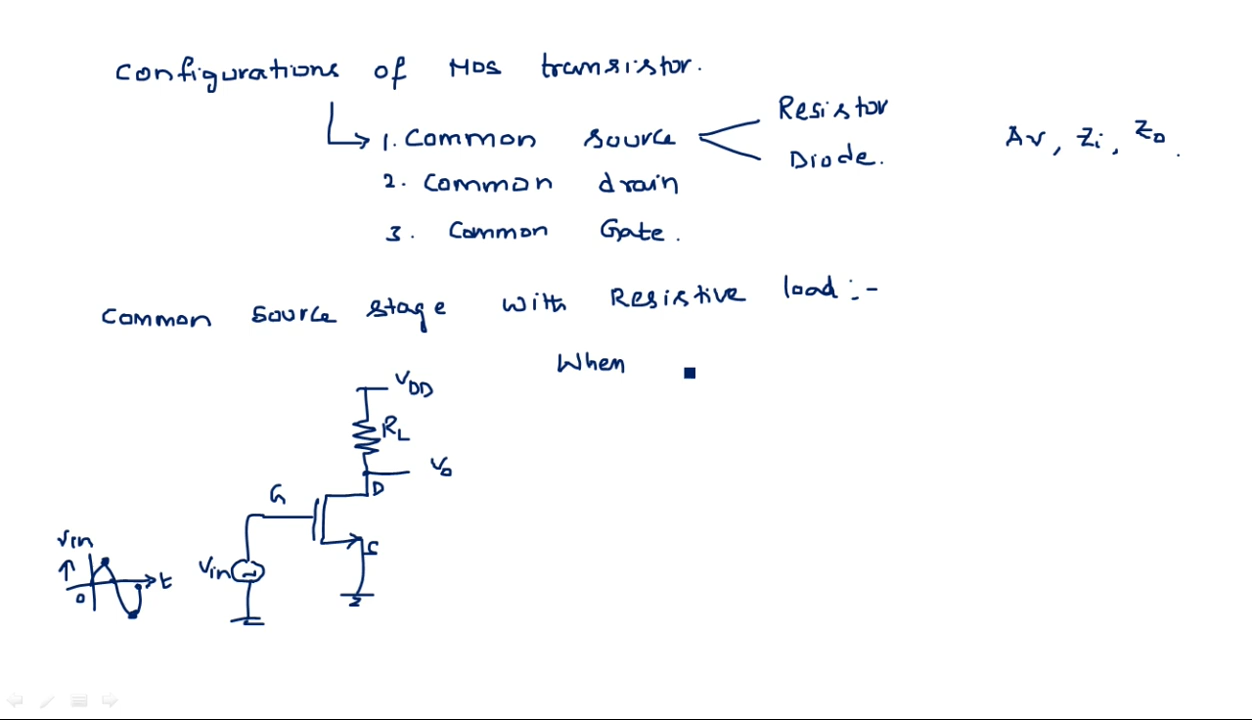 Configurations of MOS transistor.
1. Common source
Resistor
Diode.
Av, Zi, Zo.
2. Common drain
3. Common Gate.
Common Source stage with Resistive load :-
When
VDD
RL
Vo
D
G
S
Vin
Vin
t
0